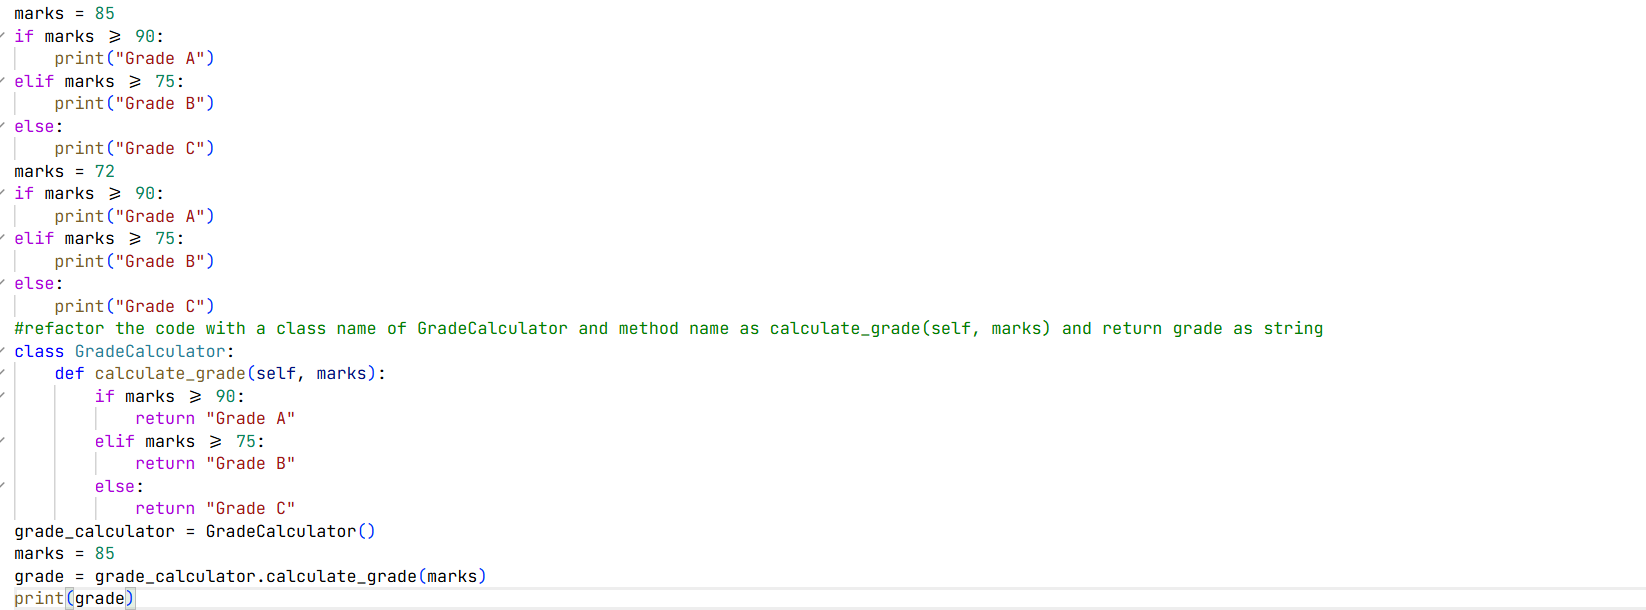 marks = 85
if marks >= 90:
    print("Grade A")
elif marks >= 75:
    print("Grade B")
else:
    print("Grade C")
marks = 72
if marks >= 90:
    print("Grade A")
elif marks >= 75:
    print("Grade B")
else:
    print("Grade C")
#refactor the code with a class name of GradeCalculator and method name as calculate_grade(self, marks) and return grade as string
class GradeCalculator:
    def calculate_grade(self, marks):
        if marks >= 90:
            return "Grade A"
        elif marks >= 75:
            return "Grade B"
        else:
            return "Grade C"
grade_calculator = GradeCalculator()
marks = 85
grade = grade_calculator.calculate_grade(marks)
print(grade)